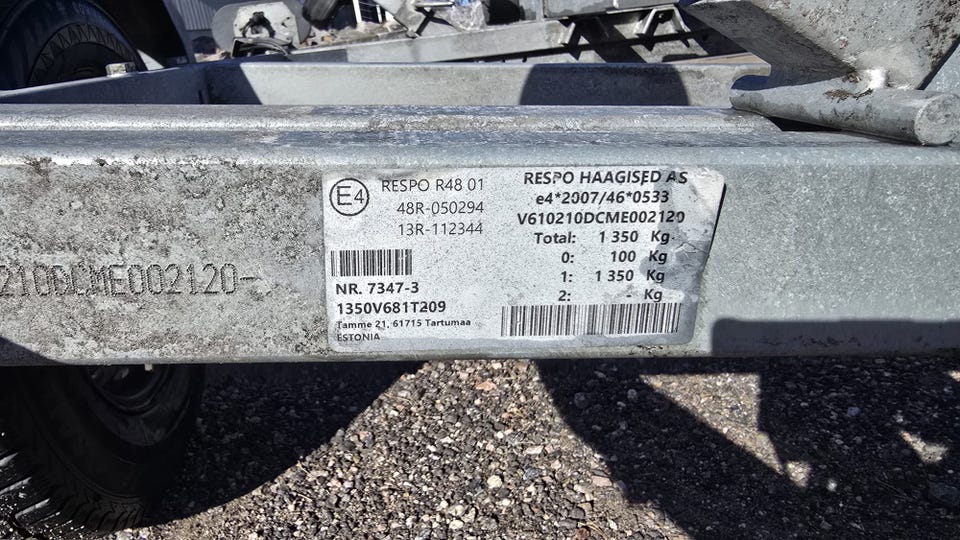 E4
RESPO R48 01
48R-050294
13R-112344
NR. 7347-3
1350V681T209
Tamme 21, 61715 Tartumaa
ESTONIA
RESPO HAAGISED AS
e4*2007/46*0533
V610210DCME002120
Total: 1 350 Kg
0: 100 Kg
1: 1 350 Kg
2: - Kg
210DCME002120-